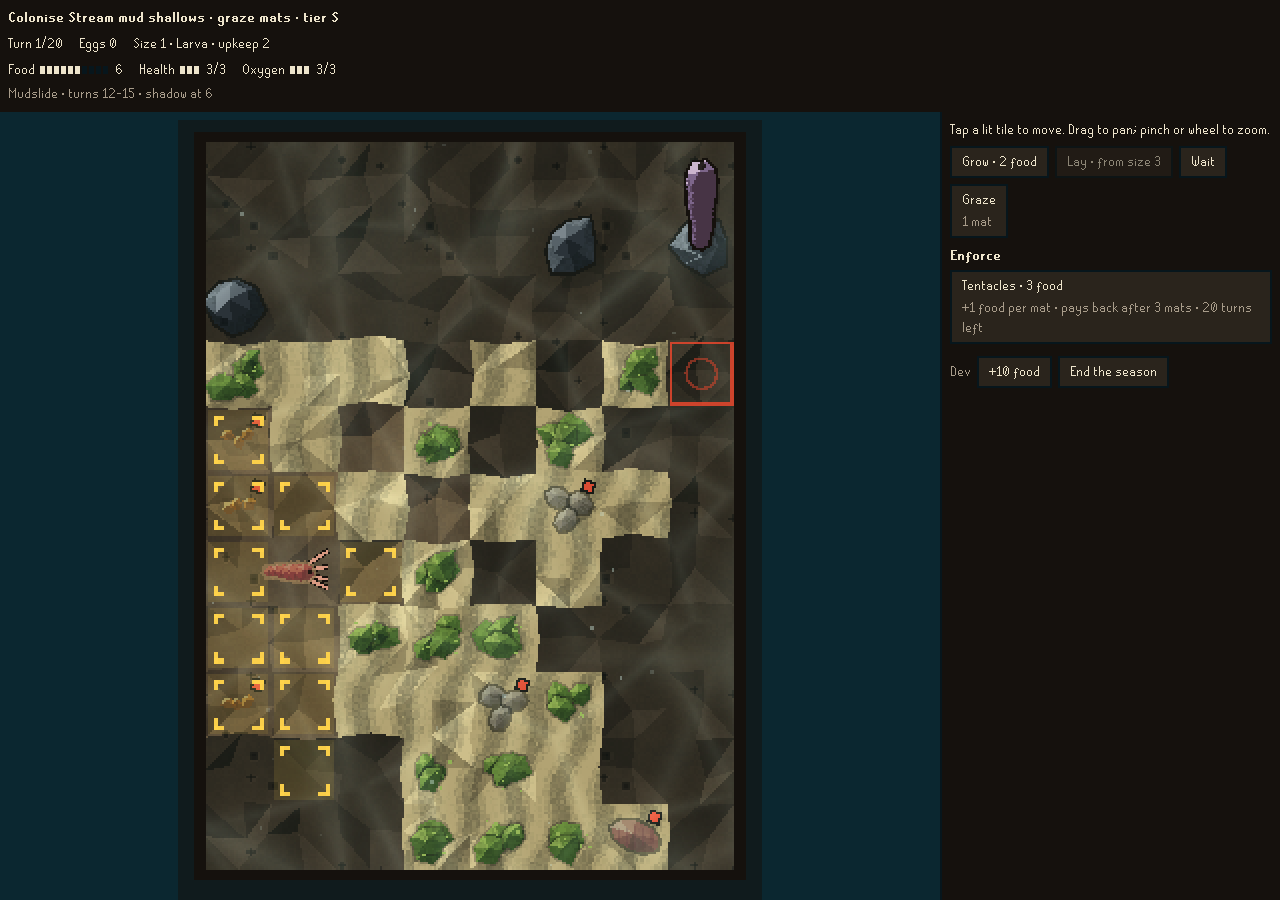 Colonise Stream mud shallows · graze mats · tier S
Turn 1/20 Eggs 0 Size 1 · Larva · upkeep 2
Food 6 Health 3/3 Oxygen 3/3
Mudslide · turns 12-15 · shadow at 6
Tap a lit tile to move. Drag to pan; pinch or wheel to zoom.
Grow · 2 food Lay · from size 3 Wait
Graze
1 mat
Enforce
Tentacles · 3 food
+1 food per mat · pays back after 3 mats · 20 turns
left
Dev +10 food End the season